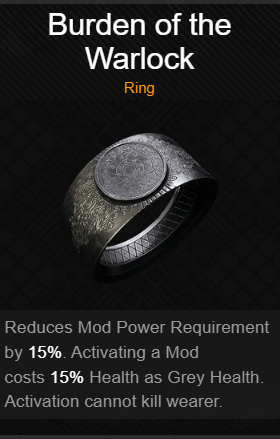 Burden of the
Warlock
Ring
Reduces Mod Power Requirement
by 15%. Activating a Mod
costs 15% Health as Grey Health.
Activation cannot kill wearer.